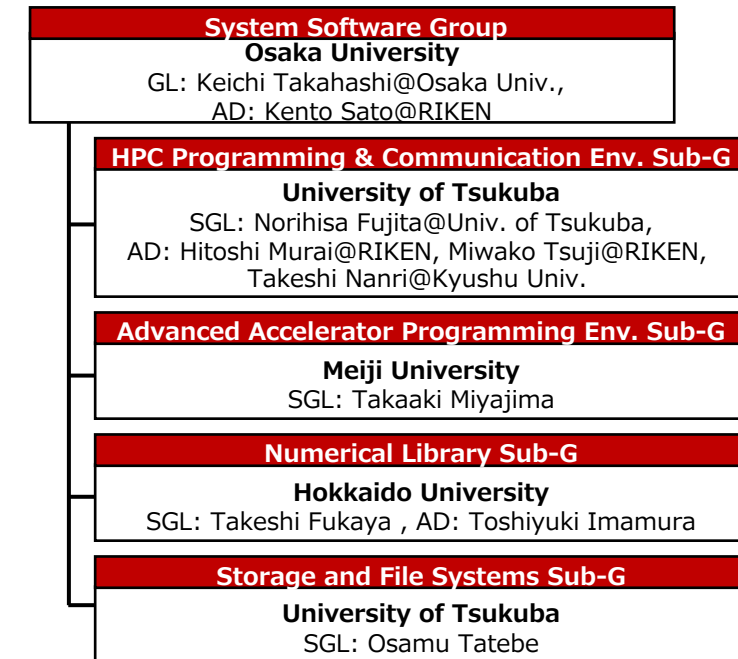 System Software Group
Osaka University
GL: Keichi Takahashi@Osaka Univ.,
AD: Kento Sato@RIKEN
HPC Programming & Communication Env. Sub-G
University of Tsukuba
SGL: Norihisa Fujita@Univ. of Tsukuba,
AD: Hitoshi Murai@RIKEN, Miwako Tsuji@RIKEN,
Takeshi Nanri@Kyushu Univ.
Advanced Accelerator Programming Env. Sub-G
Meiji University
SGL: Takaaki Miyajima
Numerical Library Sub-G
Hokkaido University
SGL: Takeshi Fukaya , AD: Toshiyuki Imamura
Storage and File Systems Sub-G
University of Tsukuba
SGL: Osamu Tatebe